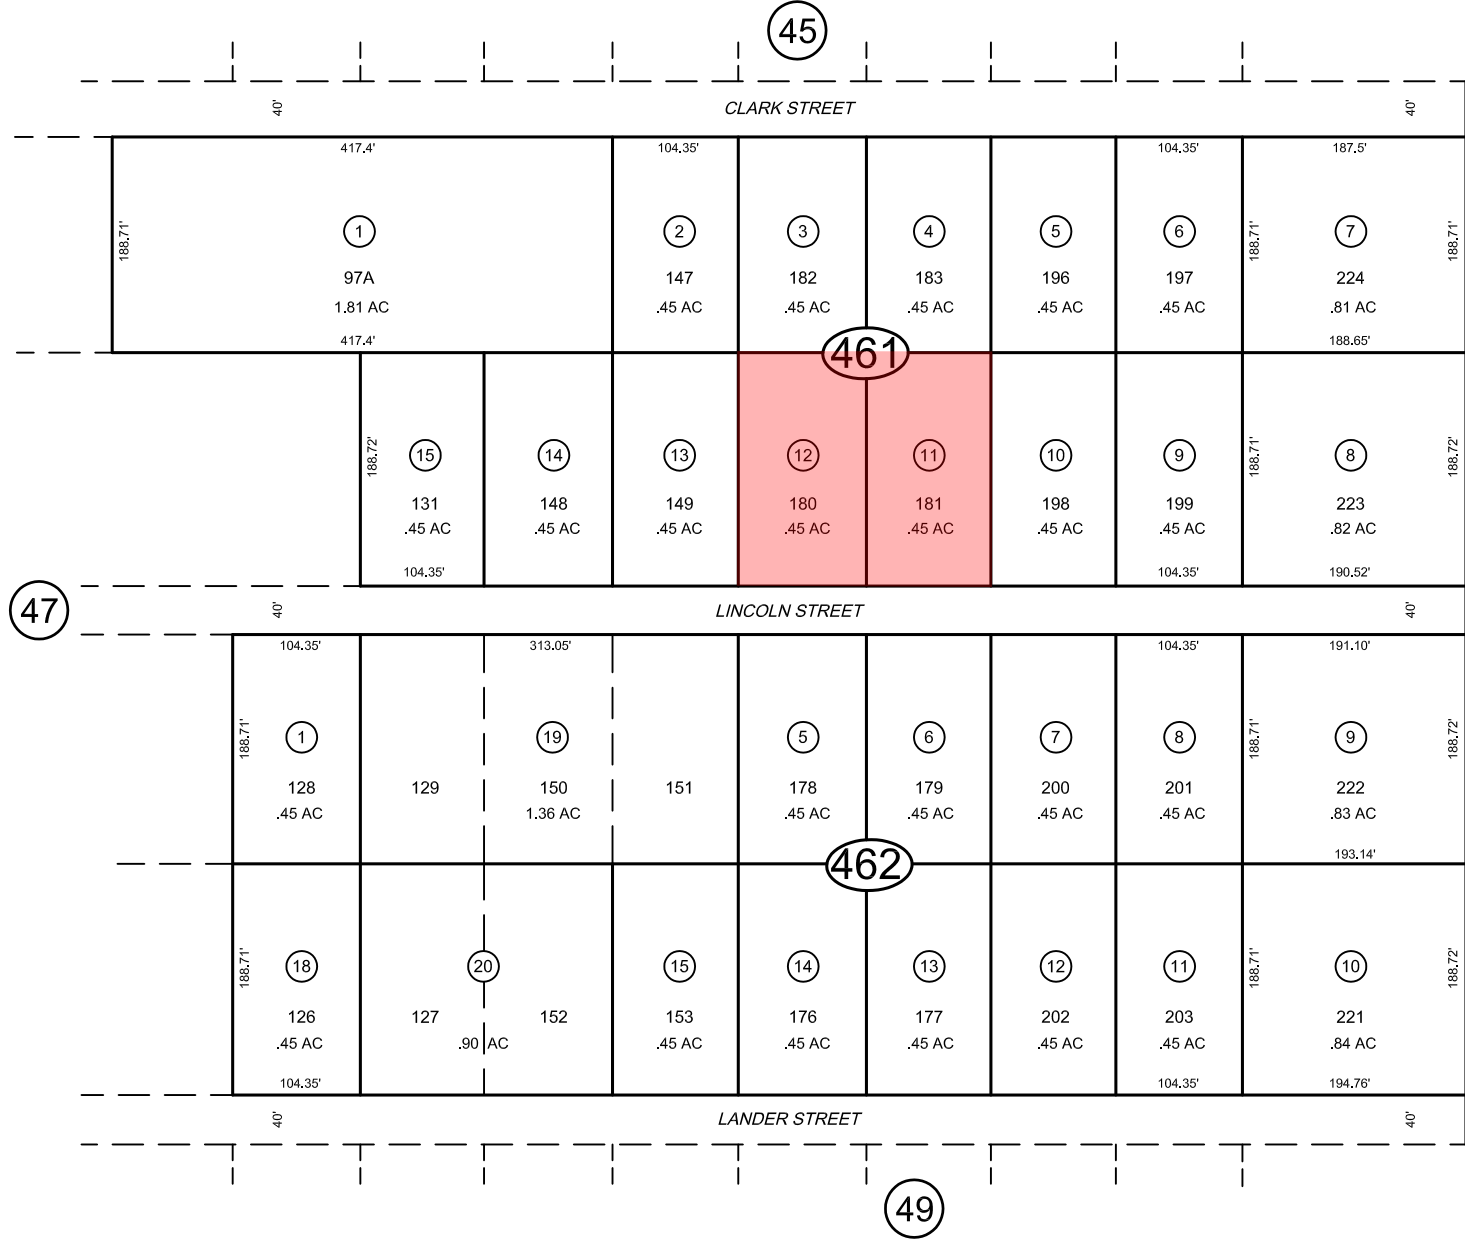 45
40'
CLARK STREET
40'
417.4' 104.35' 104.35' 187.5'
188.71' 188.71' 188.71'
1 2 3 4 5 6 7
97A 147 182 183 196 197 224
1.81 AC .45 AC .45 AC .45 AC .45 AC .45 AC .81 AC
417.4' 188.65'
461
188.72' 188.71' 188.72'
15 14 13 12 11 10 9 8
131 148 149 180 181 198 199 223
.45 AC .45 AC .45 AC .45 AC .45 AC .45 AC .45 AC .82 AC
104.35' 104.35' 190.52'
47
40'
LINCOLN STREET
40'
104.35' 313.05' 104.35' 191.10'
188.71' 188.71' 188.72'
1 19 5 6 7 8 9
128 129 150 151 178 179 200 201 222
.45 AC 1.36 AC .45 AC .45 AC .45 AC .45 AC .83 AC
193.14'
462
188.71' 188.71' 188.72'
18 20 15 14 13 12 11 10
126 127 152 153 176 177 202 203 221
.45 AC .90 AC .45 AC .45 AC .45 AC .45 AC .45 AC .84 AC
104.35' 104.35' 194.76'
40'
LANDER STREET
40'
49